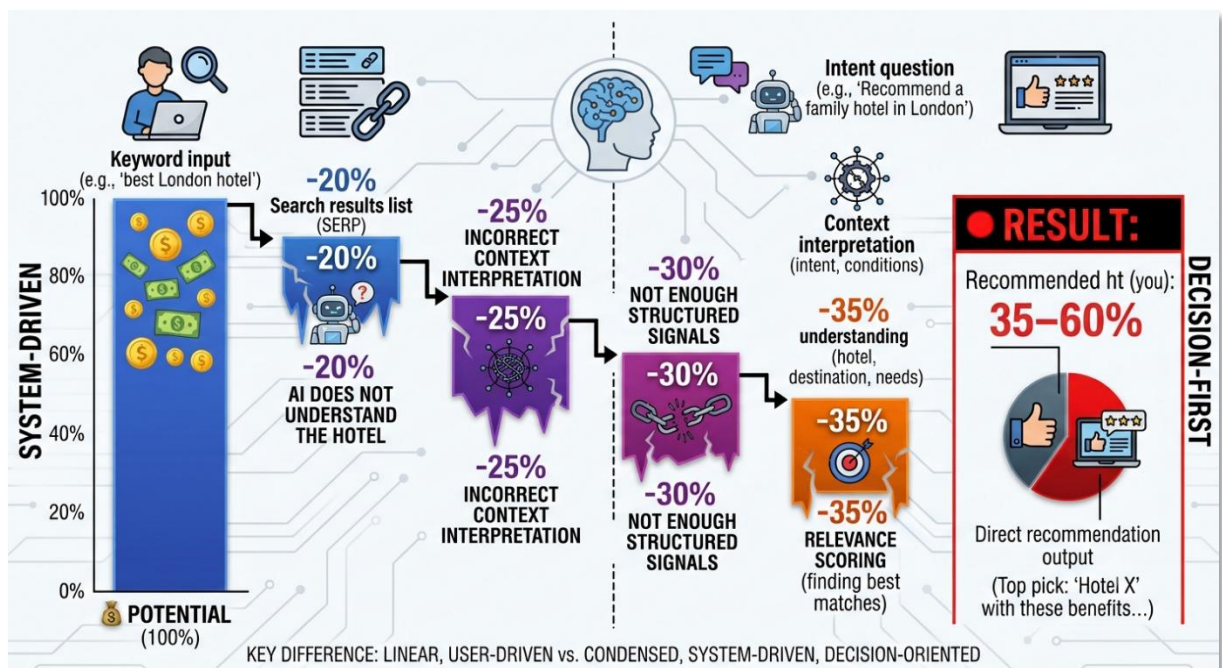 Keyword input
(e.g., 'best London hotel')
-20%
Search results list
(SERP)
-20%
-20%
AI DOES NOT
UNDERSTAND
THE HOTEL
-25%
INCORRECT
CONTEXT
INTERPRETATION
-25%
-25%
INCORRECT
CONTEXT
INTERPRETATION
-30%
NOT ENOUGH
STRUCTURED
SIGNALS
-30%
-30%
NOT ENOUGH
STRUCTURED
SIGNALS
Intent question
(e.g., 'Recommend a
family hotel in London')
Context
interpretation
(intent, conditions)
-35%
understanding
(hotel,
destination, needs)
-35%
-35%
RELEVANCE
SCORING
(finding best
matches)
SYSTEM-DRIVEN
100%
80%
60%
40%
20%
0%
POTENTIAL
(100%)
RESULT:
Recommended ht (you):
35–60%
Direct recommendation
output
(Top pick: 'Hotel X'
with these benefits...)
DECISION-FIRST
KEY DIFFERENCE: LINEAR, USER-DRIVEN vs. CONDENSED, SYSTEM-DRIVEN, DECISION-ORIENTED